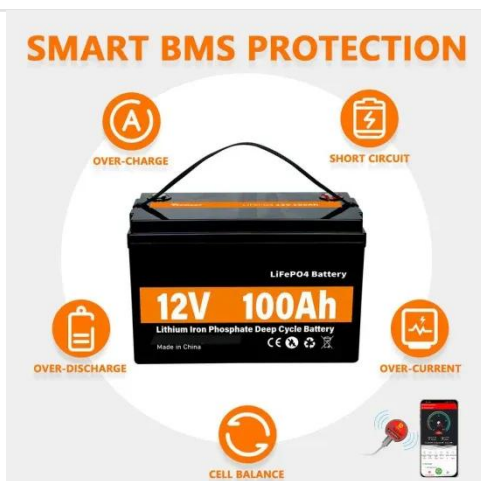 SMART BMS PROTECTION
OVER-CHARGE
SHORT CIRCUIT
LiFePO4 Battery
12V 100Ah
Lithium Iron Phosphate Deep Cycle Battery
Made in China
CE
OVER-DISCHARGE
OVER-CURRENT
CELL BALANCE